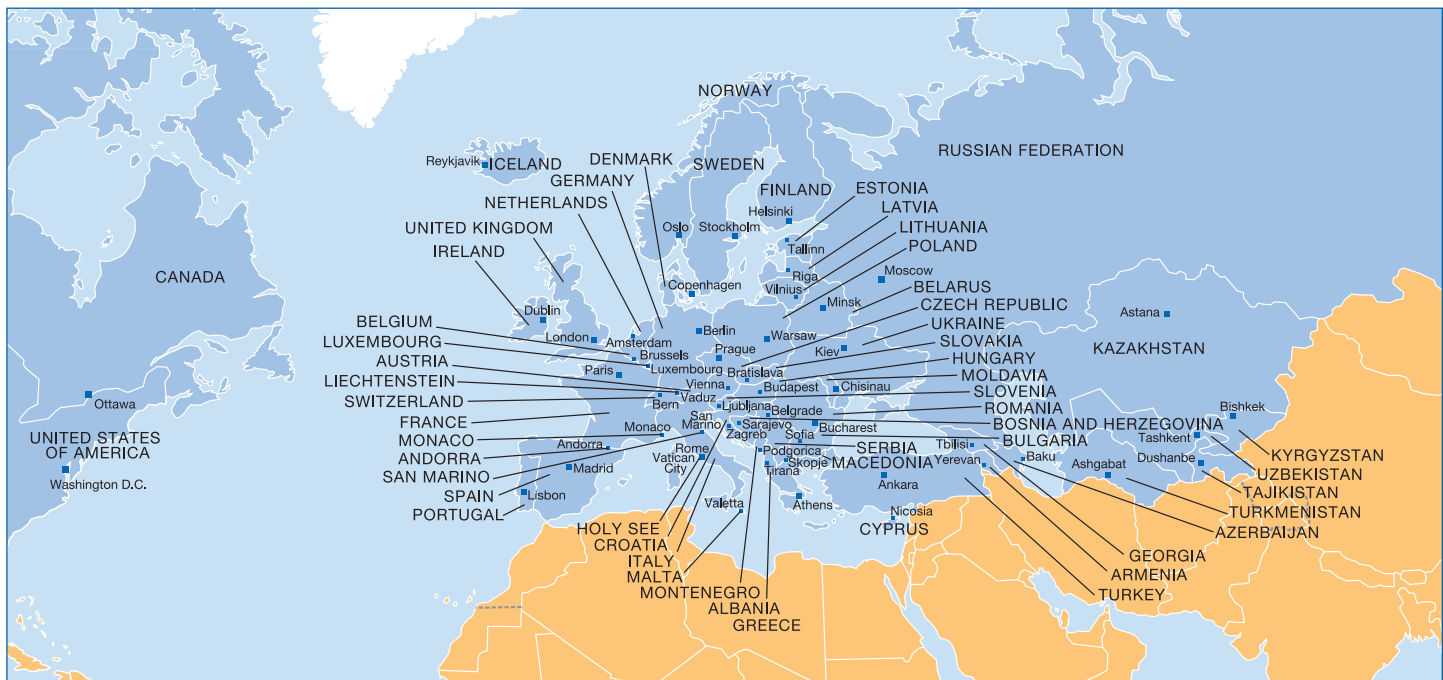 NORWAY
RUSSIAN FEDERATION
Reykjavik
ICELAND
DENMARK
SWEDEN
GERMANY
FINLAND
ESTONIA
NETHERLANDS
LATVIA
Helsinki
UNITED KINGDOM
Oslo
Stockholm
LITHUANIA
IRELAND
Tallinn
POLAND
CANADA
Riga
Moscow
Copenhagen
Vilnius
BELARUS
Minsk
CZECH REPUBLIC
Dublin
Astana
BELGIUM
Berlin
UKRAINE
London
Amsterdam
Warsaw
LUXEMBOURG
Brussels
Prague
Kiev
SLOVAKIA
KAZAKHSTAN
AUSTRIA
Paris
Luxembourg
Bratislava
HUNGARY
LIECHTENSTEIN
Vienna
Budapest
Chisinau
MOLDAVIA
SWITZERLAND
Bern
Vaduz
Ljubljana
SLOVENIA
Ottawa
FRANCE
San
Marino
Belgrade
ROMANIA
Bishkek
UNITED STATES
OF AMERICA
MONACO
Monaco
Zagreb
Sarajevo
Bucharest
BOSNIA AND HERZEGOVINA
Tashkent
ANDORRA
Andorra
Rome
Sofia
BULGARIA
Tbilisi
KYRGYZSTAN
Vatican
City
Podgorica
SERBIA
Yerevan
Baku
Dushanbe
Washington D.C.
SAN MARINO
Madrid
Tirana
Skopje
MACEDONIA
Ashgabat
UZBEKISTAN
SPAIN
Lisbon
Ankara
TAJIKISTAN
PORTUGAL
Valetta
Athens
Nicosia
TURKMENISTAN
HOLY SEE
CYPRUS
AZERBAIJAN
CROATIA
GEORGIA
ITALY
ARMENIA
MALTA
TURKEY
MONTENEGRO
ALBANIA
GREECE